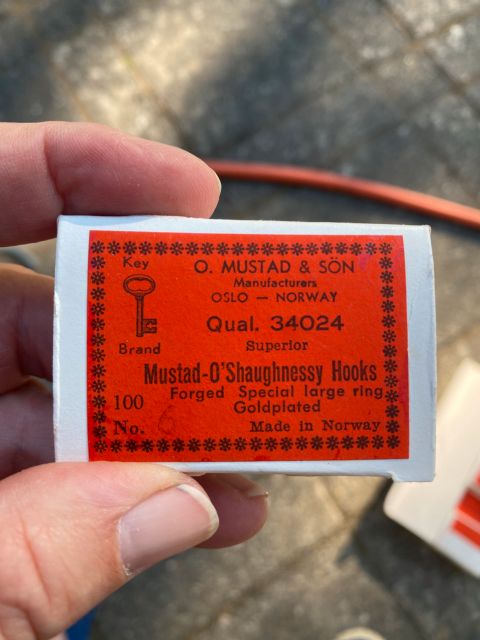 Key
Brand
O. MUSTAD & SÖN
Manufacturers
OSLO — NORWAY
Qual. 34024
Superior
Mustad-O'Shaughnessy Hooks
Forged Special large ring
Goldplated
100
No. 6
Made in Norway